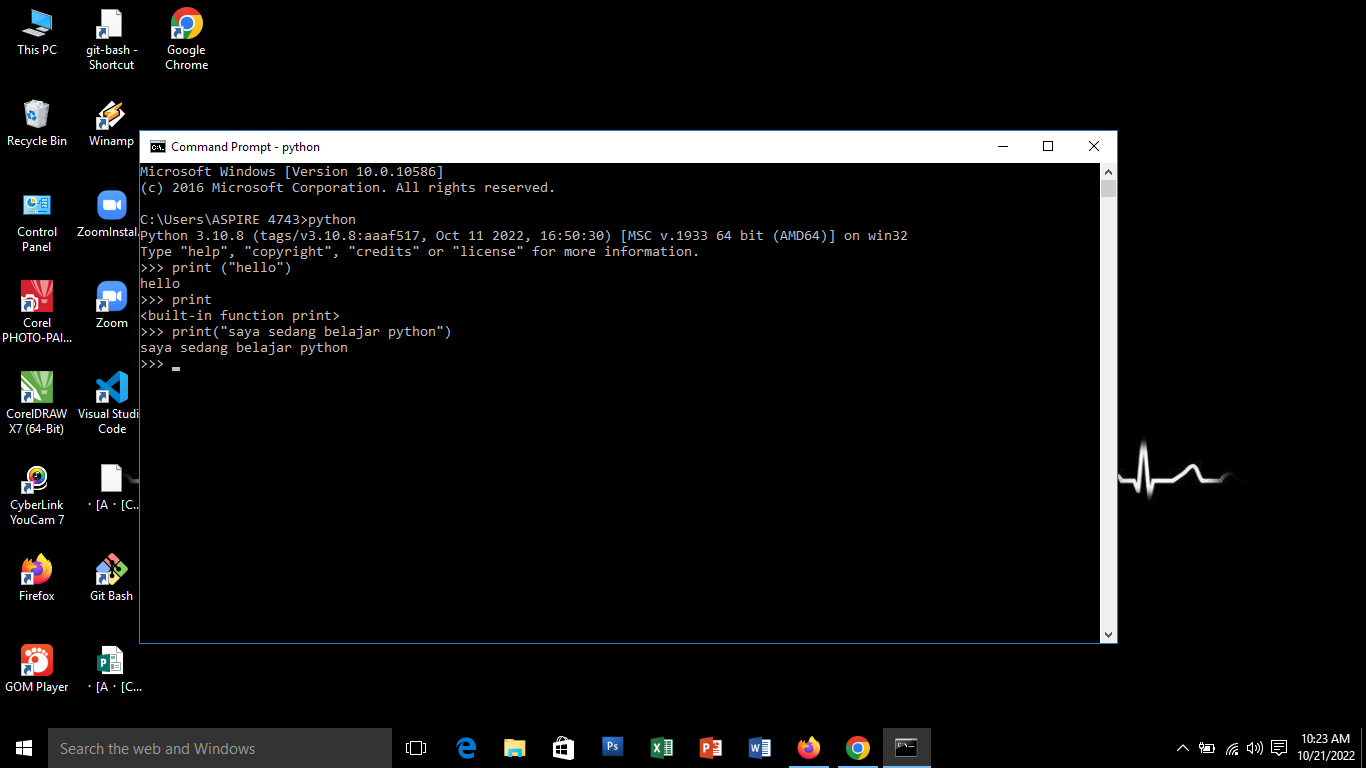 This PC
git-bash -
Shortcut
Google
Chrome
Recycle Bin
Winamp
Control
Panel
ZoomInstal...
Corel
PHOTO-PAI...
Zoom
CorelDRAW
X7 (64-Bit)
Visual Studi
Code
CyberLink
YouCam 7
· [A · [C...
Firefox
Git Bash
GOM Player
· [A · [C...
Command Prompt - python
Microsoft Windows [Version 10.0.10586]
(c) 2016 Microsoft Corporation. All rights reserved.
C:\Users\ASPIRE 4743>python
Python 3.10.8 (tags/v3.10.8:aaaf517, Oct 11 2022, 16:50:30) [MSC v.1933 64 bit (AMD64)] on win32
Type "help", "copyright", "credits" or "license" for more information.
>>> print ("hello")
hello
>>> print
<built-in function print>
>>> print("saya sedang belajar python")
saya sedang belajar python
>>>
Search the web and Windows
Ps
10:23 AM
10/21/2022